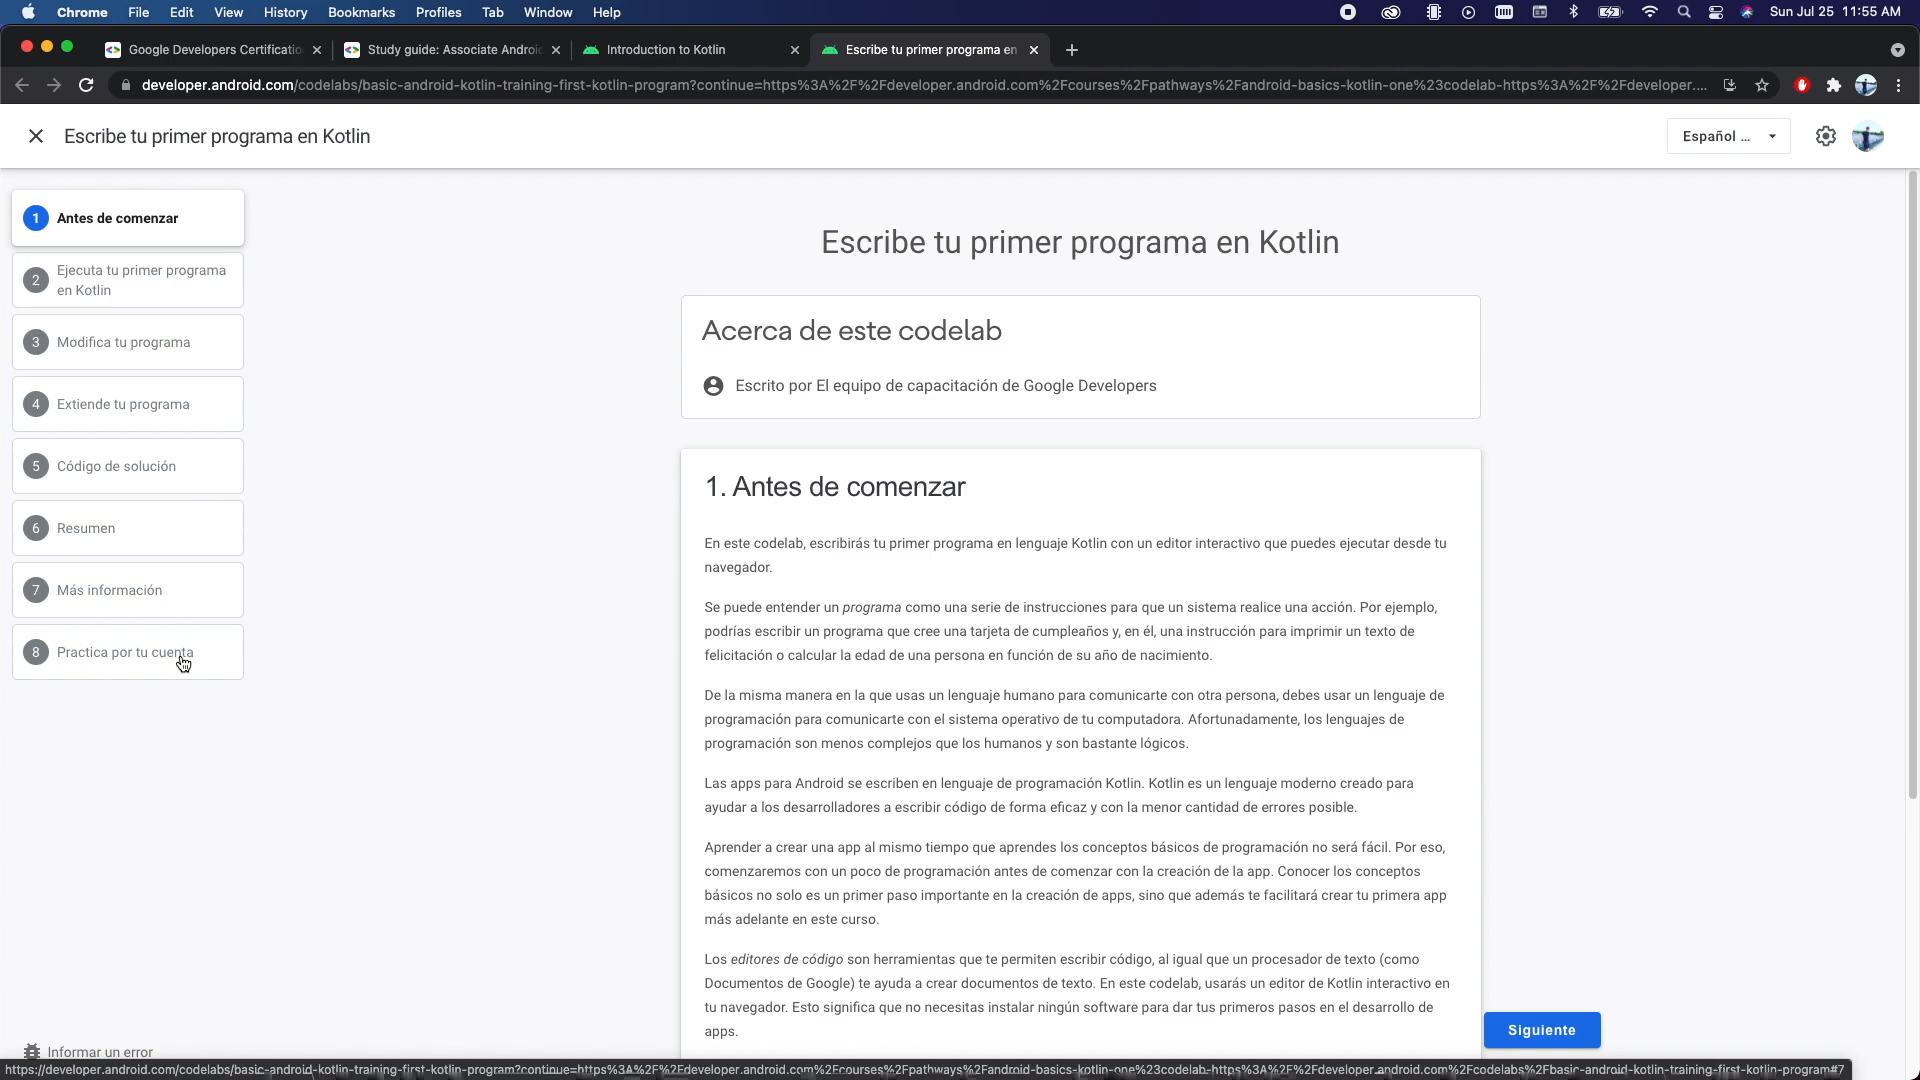 Chrome File Edit View History Bookmarks Profiles Tab Window Help Sun Jul 25 11:55 AM
Google Developers Certificatio Study guide: Associate Androi Introduction to Kotlin Escribe tu primer programa en
developer.android.com/codelabs/basic-android-kotlin-training-first-kotlin-program?continue=https%3A%2F%2Fdeveloper.android.com%2Fcourses%2Fpathways%2Fandroid-basics-kotlin-one%23codelab-https%3A%2F%2Fdeveloper....
Escribe tu primer programa en Kotlin
Español ...
1 Antes de comenzar
2 Ejecuta tu primer programa
en Kotlin
3 Modifica tu programa
4 Extiende tu programa
5 Código de solución
6 Resumen
7 Más información
8 Practica por tu cuenta
Escribe tu primer programa en Kotlin
Acerca de este codelab
Escrito por El equipo de capacitación de Google Developers
1. Antes de comenzar
En este codelab, escribirás tu primer programa en lenguaje Kotlin con un editor interactivo que puedes ejecutar desde tu
navegador.
Se puede entender un programa como una serie de instrucciones para que un sistema realice una acción. Por ejemplo,
podrías escribir un programa que cree una tarjeta de cumpleaños y, en él, una instrucción para imprimir un texto de
felicitación o calcular la edad de una persona en función de su año de nacimiento.
De la misma manera en la que usas un lenguaje humano para comunicarte con otra persona, debes usar un lenguaje de
programación para comunicarte con el sistema operativo de tu computadora. Afortunadamente, los lenguajes de
programación son menos complejos que los humanos y son bastante lógicos.
Las apps para Android se escriben en lenguaje de programación Kotlin. Kotlin es un lenguaje moderno creado para
ayudar a los desarrolladores a escribir código de forma eficaz y con la menor cantidad de errores posible.
Aprender a crear una app al mismo tiempo que aprendes los conceptos básicos de programación no será fácil. Por eso,
comenzaremos con un poco de programación antes de comenzar con la creación de la app. Conocer los conceptos
básicos no solo es un primer paso importante en la creación de apps, sino que además te facilitará crear tu primera app
más adelante en este curso.
Los editores de código son herramientas que te permiten escribir código, al igual que un procesador de texto (como
Documentos de Google) te ayuda a crear documentos de texto. En este codelab, usarás un editor de Kotlin interactivo en
tu navegador. Esto significa que no necesitas instalar ningún software para dar tus primeros pasos en el desarrollo de
apps.
Siguiente
Informar un error
https://developer.android.com/codelabs/basic-android-kotlin-training-first-kotlin-program?continue=https%3A%2F%2Fdeveloper.android.com%2Fcourses%2Fpathways%2Fandroid-basics-kotlin-one%23codelab-https%3A%2F%2Fdeveloper.android.com%2Fcodelabs%2Fbasic-android-kotlin-training-first-kotlin-program#7